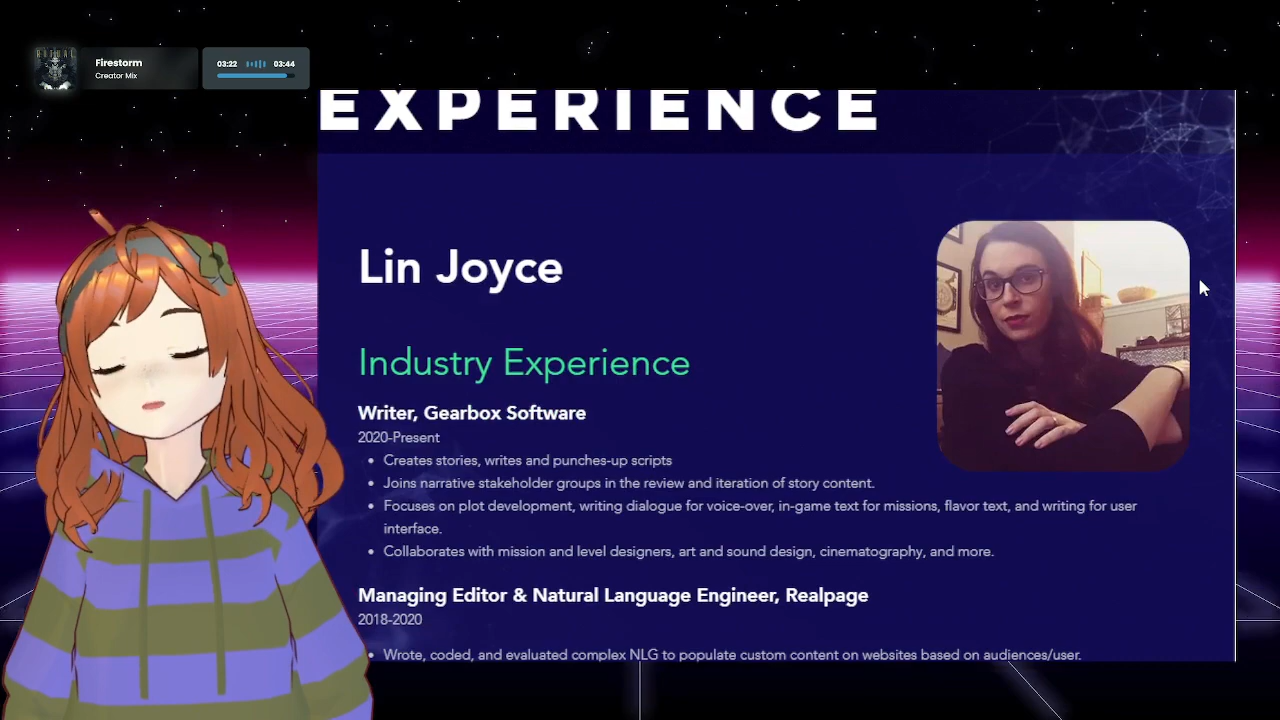 RITUAL
Firestorm
Creator Mix
03:22
03:44
EXPERIENCE
Lin Joyce
Industry Experience
Writer, Gearbox Software
2020-Present
• Creates stories, writes and punches-up scripts
• Joins narrative stakeholder groups in the review and iteration of story content.
• Focuses on plot development, writing dialogue for voice-over, in-game text for missions, flavor text, and writing for user
interface.
• Collaborates with mission and level designers, art and sound design, cinematography, and more.
Managing Editor & Natural Language Engineer, Realpage
2018-2020
• Wrote, coded, and evaluated complex NLG to populate custom content on websites based on audiences/user.